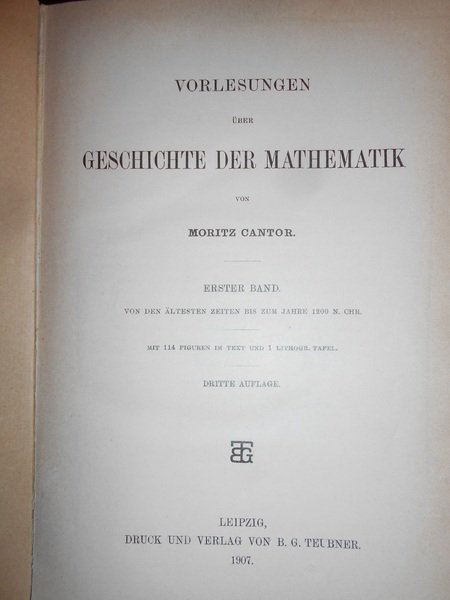 VORLESUNGEN
ÜBER
GESCHICHTE DER MATHEMATIK
VON
MORITZ CANTOR.
ERSTER BAND.
VON DEN ÄLTESTEN ZEITEN BIS ZUM JAHRE 1200 N. CHR.
MIT 114 FIGUREN IM TEXT UND 1 LITHOGR. TAFEL.
DRITTE AUFLAGE.
BTG
LEIPZIG,
DRUCK UND VERLAG VON B. G. TEUBNER.
1907.